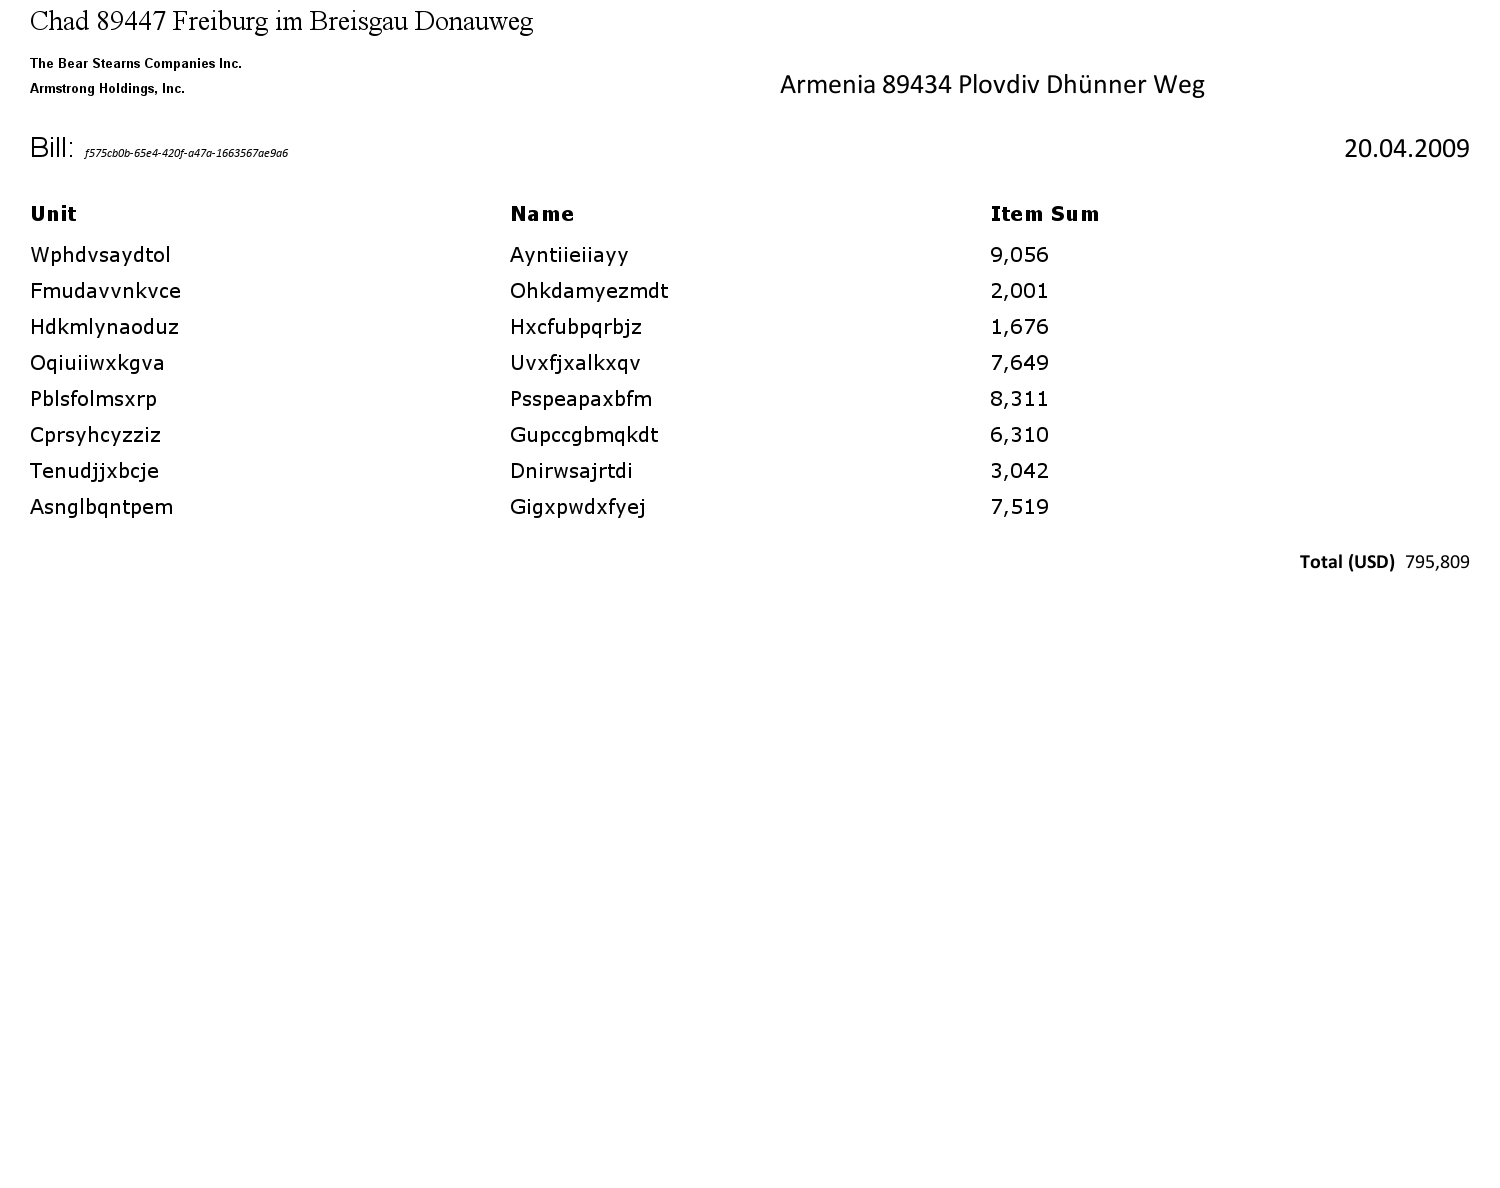 Chad 89447 Freiburg im Breisgau Donauweg
The Bear Stearns Companies Inc.
Armstrong Holdings, Inc.
Armenia 89434 Plovdiv Dhünner Weg
Bill: f575cb0b-65e4-420f-a47a-1663567ae9a6 20.04.2009
Unit Name Item Sum
Wphdvsaydtol Ayntiieiiayy 9,056
Fmudavvnkvce Ohkdamyezmdt 2,001
Hdkmlynaoduz Hxcfubpqrbjz 1,676
Oqiuiiwxkgva Uvxfjxalkxqv 7,649
Pblsfolmsxrp Psspeapaxbfm 8,311
Cprsyhcyzziz Gupccgbmqkdt 6,310
Tenudjjxbcje Dnirwsajrtdi 3,042
Asnglbqntpem Gigxpwdxfyej 7,519
Total (USD) 795,809